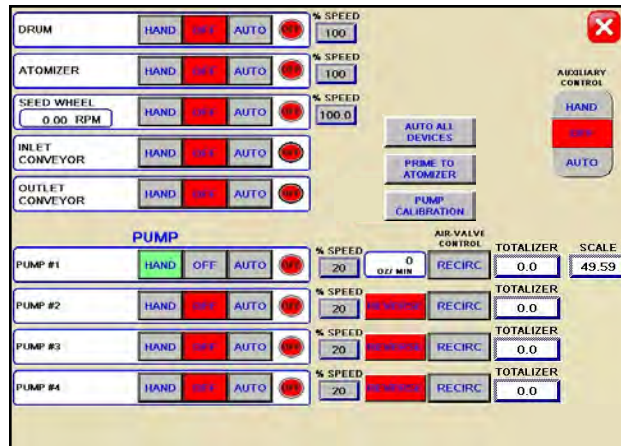 DRUM HAND OFF AUTO OFF % SPEED 100
ATOMIZER HAND OFF AUTO OFF % SPEED 100
SEED WHEEL 0.00 RPM HAND OFF AUTO OFF % SPEED 100.0
INLET CONVEYOR HAND OFF AUTO OFF
OUTLET CONVEYOR HAND OFF AUTO OFF
AUTO ALL DEVICES
PRIME TO ATOMIZER
PUMP CALIBRATION
AUXILIARY CONTROL
HAND
OFF
AUTO
PUMP
AIR-VALVE CONTROL
PUMP #1 HAND OFF AUTO OFF % SPEED 20 0 OZ/ MIN RECIRC TOTALIZER 0.0 SCALE 49.59
PUMP #2 HAND OFF AUTO OFF % SPEED 20 REVERSE RECIRC TOTALIZER 0.0
PUMP #3 HAND OFF AUTO OFF % SPEED 20 REVERSE RECIRC TOTALIZER 0.0
PUMP #4 HAND OFF AUTO OFF % SPEED 20 REVERSE RECIRC TOTALIZER 0.0